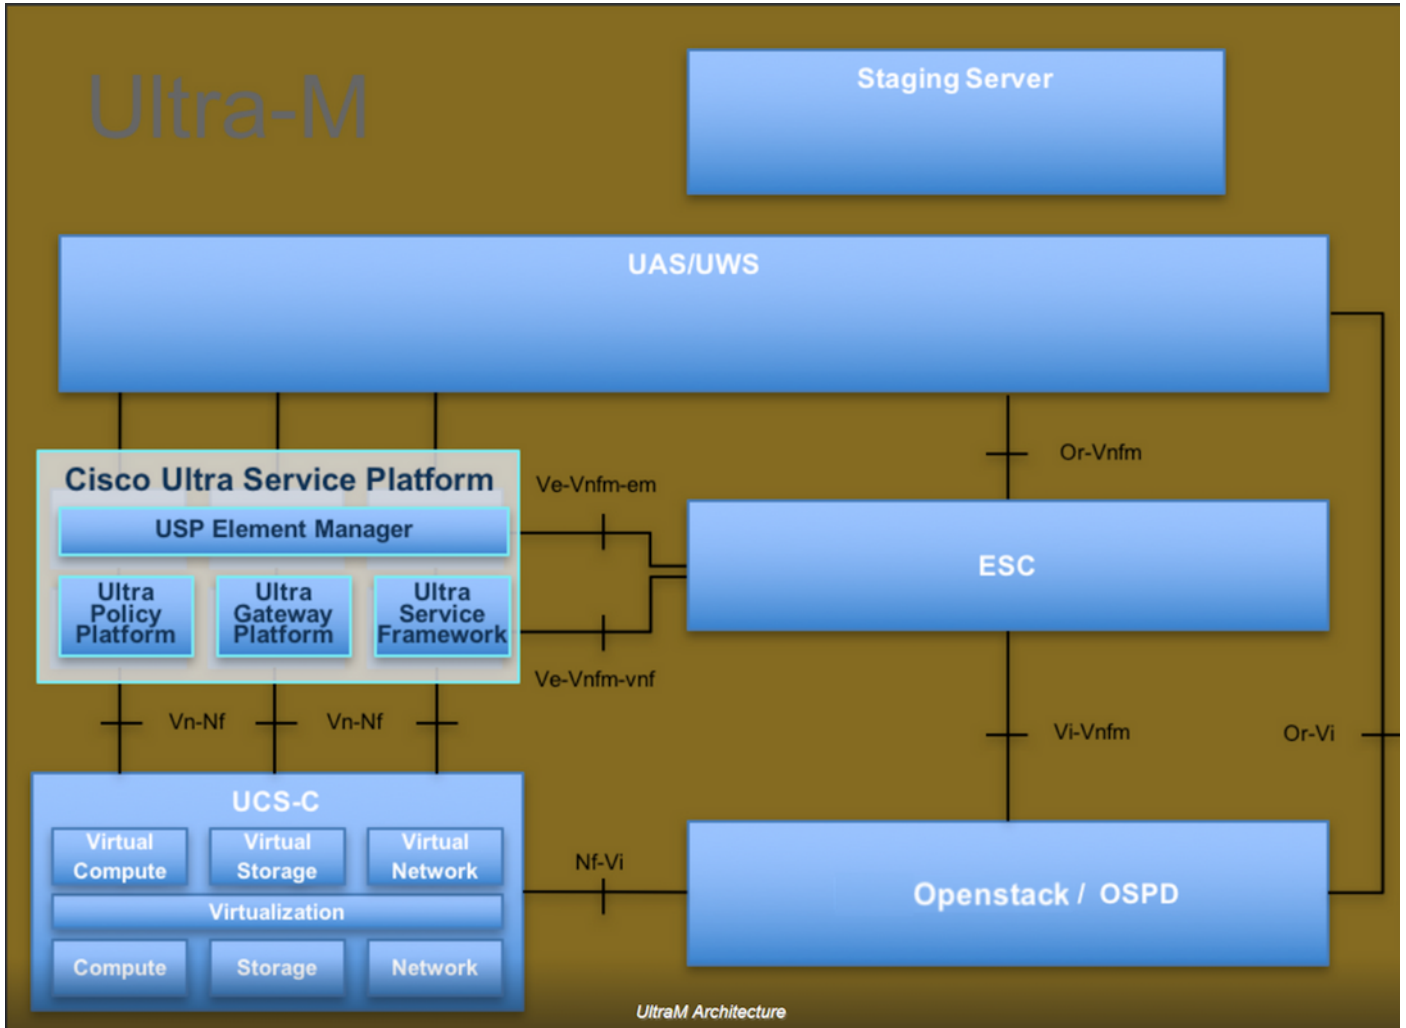 Ultra-M
Staging Server
UAS/UWS
Or-Vnfm
Cisco Ultra Service Platform
Ve-Vnfm-em
USP Element Manager
ESC
Ultra
Policy
Platform
Ultra
Gateway
Platform
Ultra
Service
Framework
Ve-Vnfm-vnf
Vn-Nf
Vn-Nf
Vi-Vnfm
Or-Vi
UCS-C
Virtual
Compute
Virtual
Storage
Virtual
Network
Nf-Vi
Openstack / OSPD
Virtualization
Compute
Storage
Network
UltraM Architecture